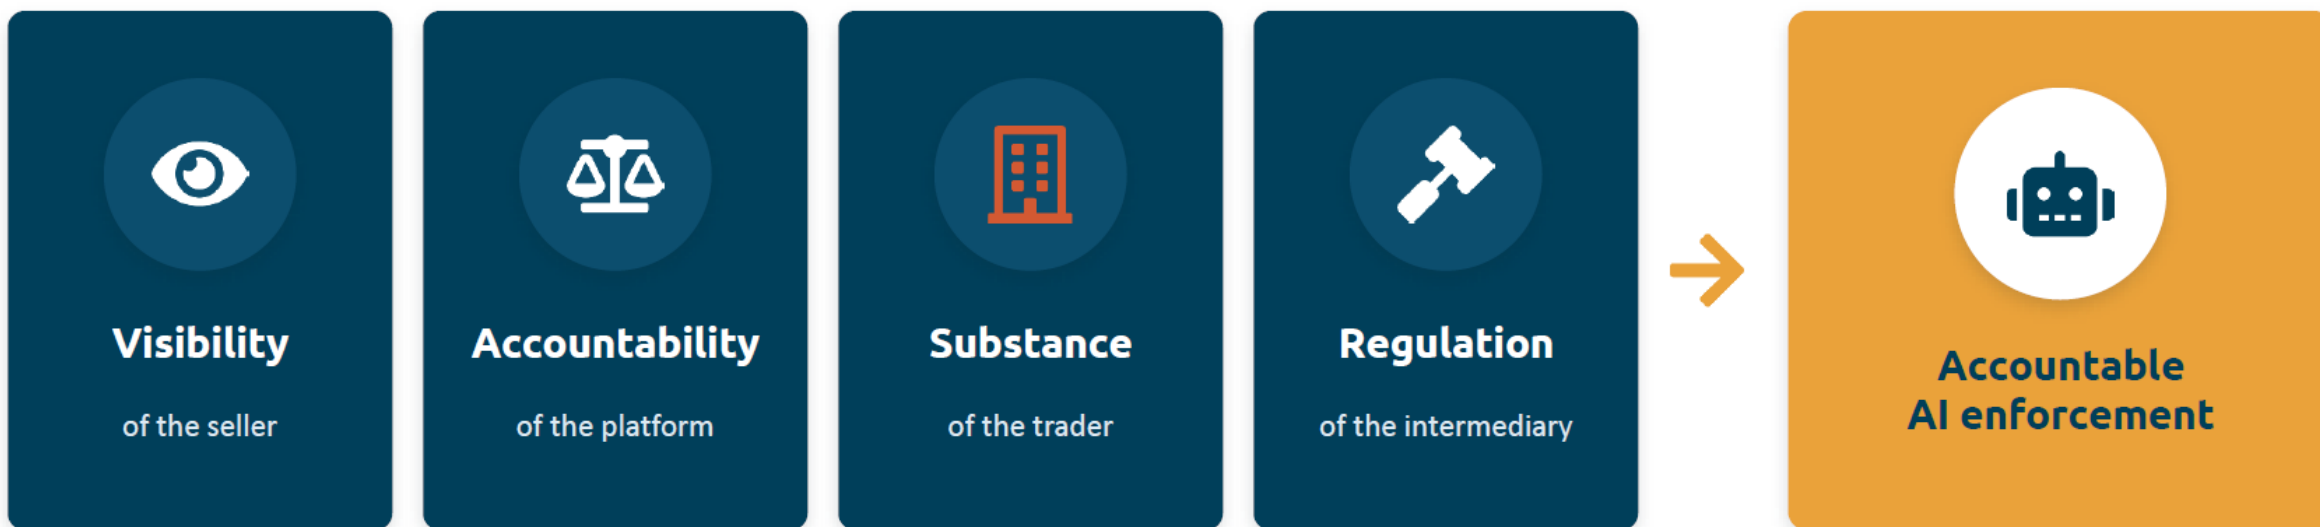 Visibility
of the seller
Accountability
of the platform
Substance
of the trader
Regulation
of the intermediary
Accountable
AI enforcement